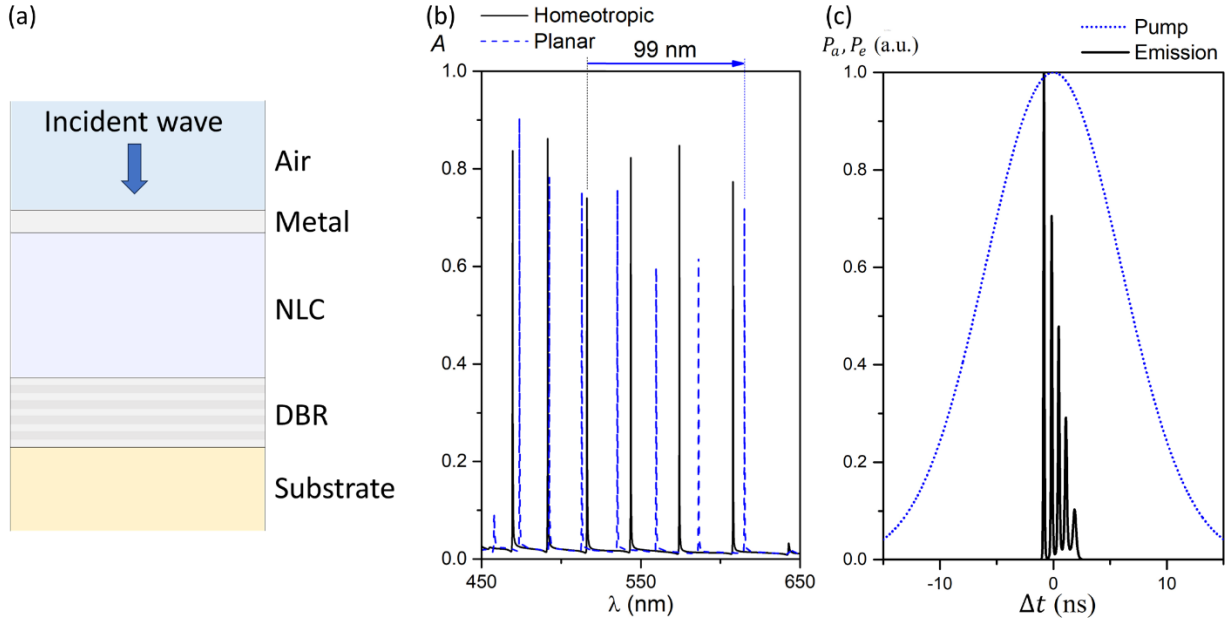 (a)
Incident wave
Air
Metal
NLC
DBR
Substrate
(b)
Homeotropic
Planar
A
99 nm
1.0
0.8
0.6
0.4
0.2
0.0
450
550
650
λ (nm)
(c)
Pump
Emission
P_a, P_e (a.u.)
1.0
0.8
0.6
0.4
0.2
0.0
-10
0
10
Δt (ns)